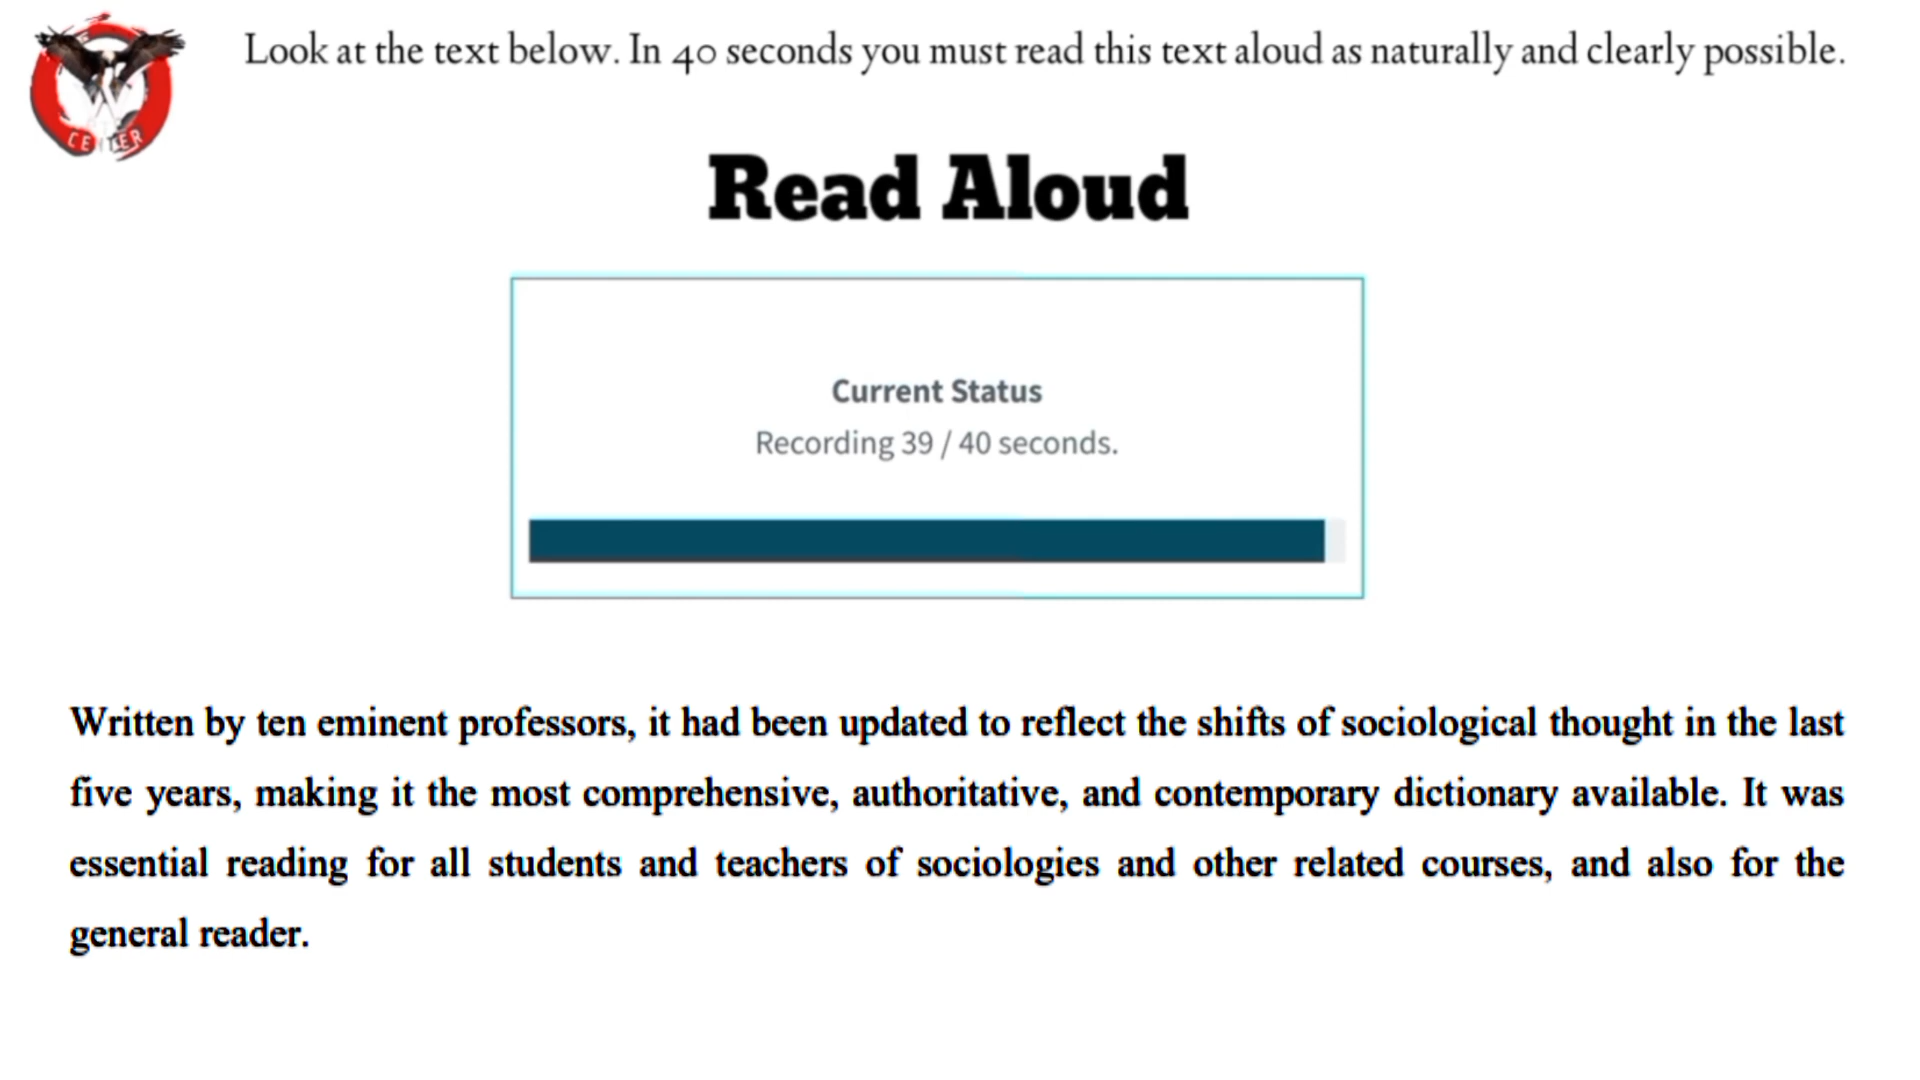 Look at the text below. In 40 seconds you must read this text aloud as naturally and clearly possible.
CENTER
Read Aloud
Current Status
Recording 39 / 40 seconds.
Written by ten eminent professors, it had been updated to reflect the shifts of sociological thought in the last
five years, making it the most comprehensive, authoritative, and contemporary dictionary available. It was
essential reading for all students and teachers of sociologies and other related courses, and also for the
general reader.